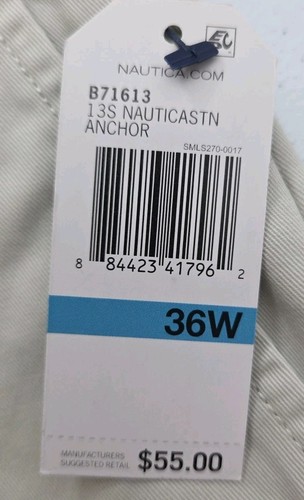 NAUTICA.COM
B71613
13S NAUTICASTN
ANCHOR
SMLS270-0017
8 84423 41796 2
36W
MANUFACTURERS
SUGGESTED RETAIL $55.00